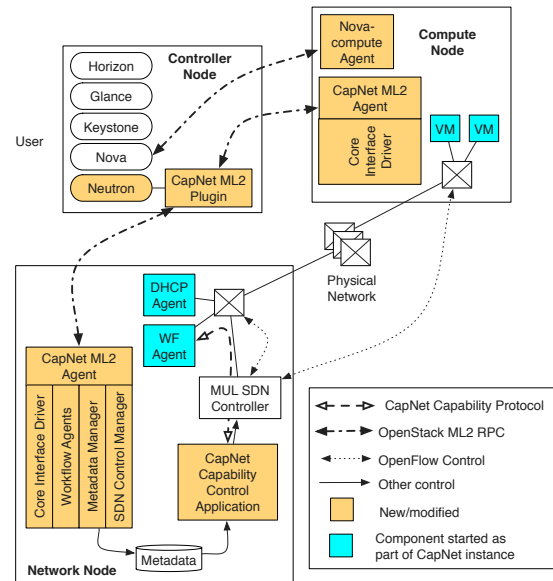 Controller
Node
Horizon
Glance
Keystone
Nova
Neutron
CapNet ML2
Plugin
User
Compute
Node
Nova-
compute
Agent
CapNet ML2
Agent
Core
Interface
Driver
VM
VM
Physical
Network
DHCP
Agent
WF
Agent
CapNet ML2
Agent
Core Interface Driver
Workflow Agents
Metadata Manager
SDN Control Manager
MUL SDN
Controller
CapNet
Capability
Control
Application
Metadata
Network Node
CapNet Capability Protocol
OpenStack ML2 RPC
OpenFlow Control
Other control
New/modified
Component started as
part of CapNet instance